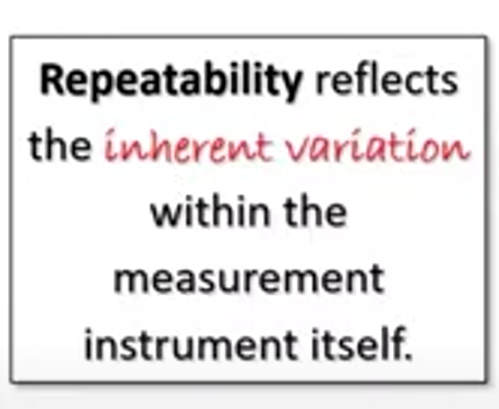 Repeatability reflects
the inherent variation
within the
measurement
instrument itself.